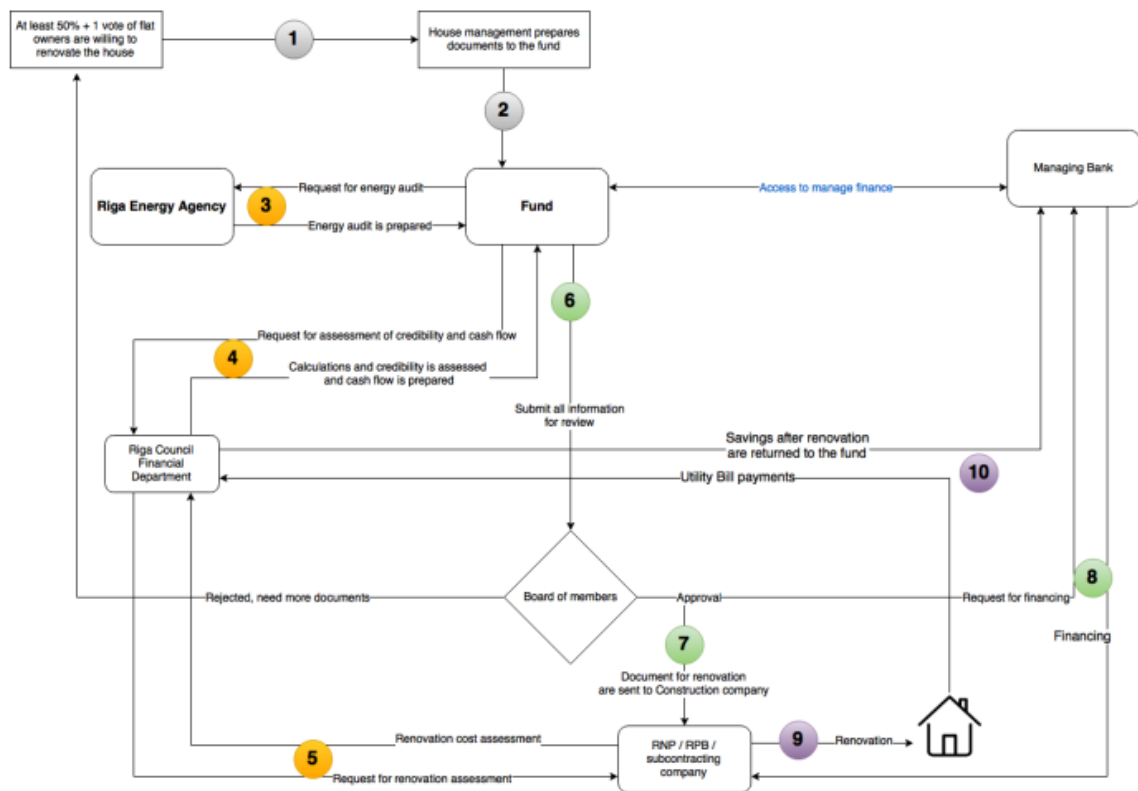 At least 50% + 1 vote of flat
owners are willing to
renovate the house
1
House management prepares
documents to the fund
2
Managing Bank
Request for energy audit
Access to manage finance
Riga Energy Agency
3
Fund
Energy audit is prepared
6
Request for assessment of credibility and cash flow
4
Calculations and credibility is assessed
and cash flow is prepared
Submit all information
for review
Riga Council
Financial
Department
Savings after renovation
are returned to the fund
10
Utility Bill payments
8
Rejected, need more documents
Board of members
Approval
Request for financing
Financing
7
Document for renovation
are sent to Construction company
Renovation cost assessment
5
RNP / RPB /
subcontracting
company
9
Renovation
Request for renovation assessment